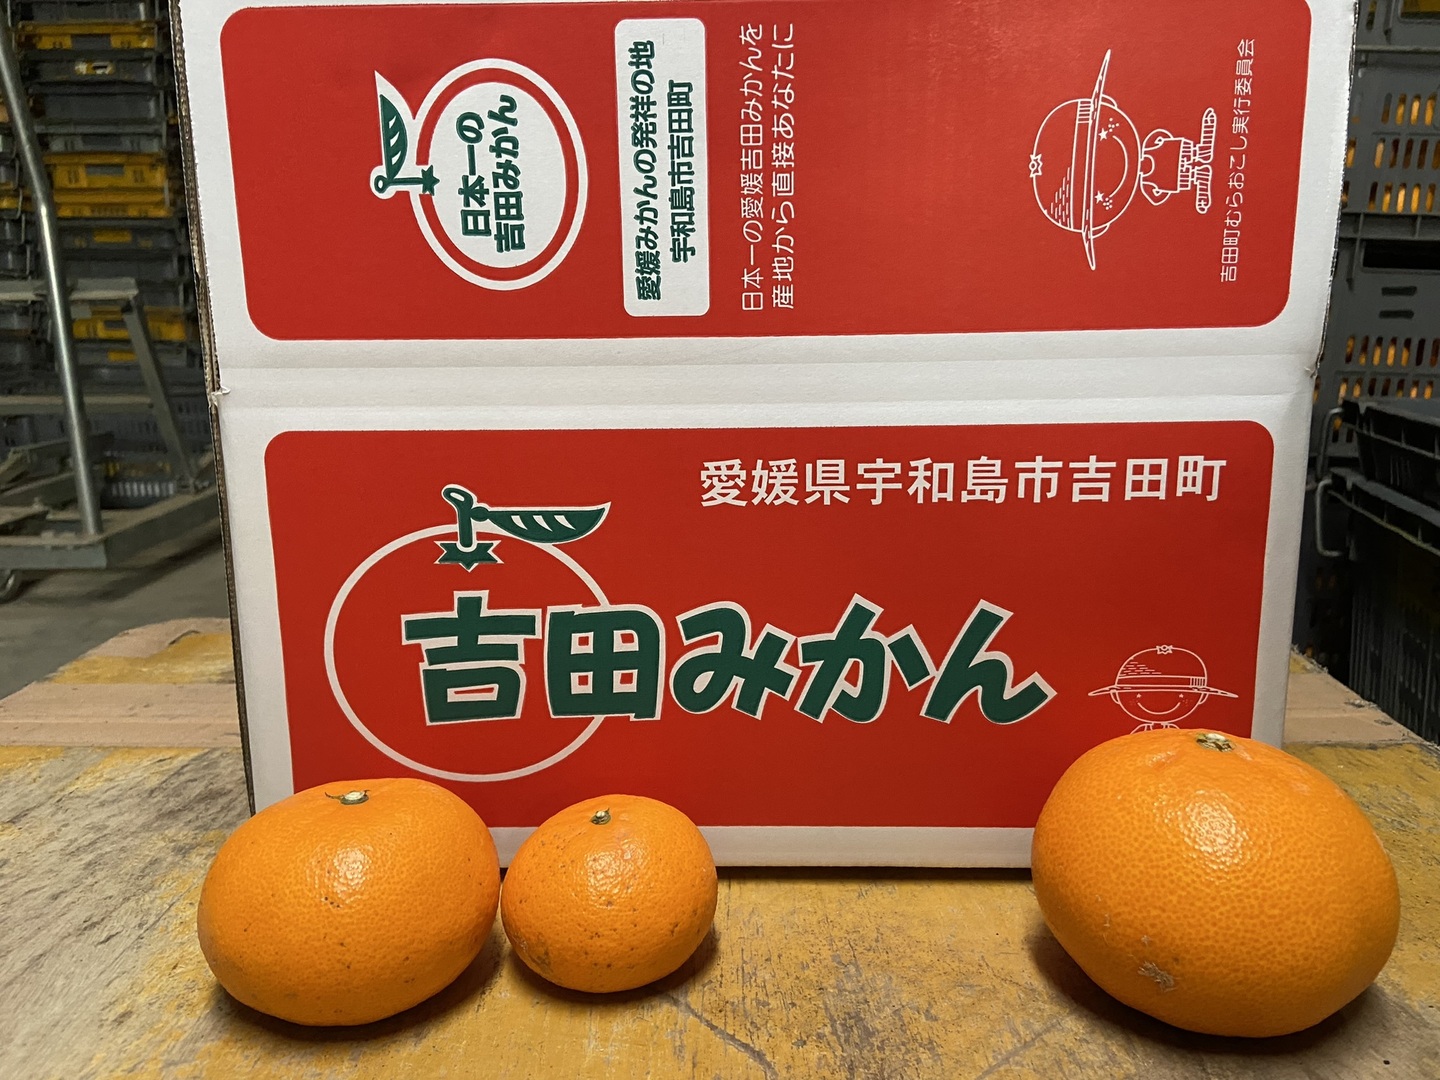 日本一の
吉田みかん
愛媛みかんの発祥の地
宇和島市吉田町
日本一の愛媛吉田みかんを
産地から直接あなたに
吉田町むらおこし実行委員会
愛媛県宇和島市吉田町
吉田みかん